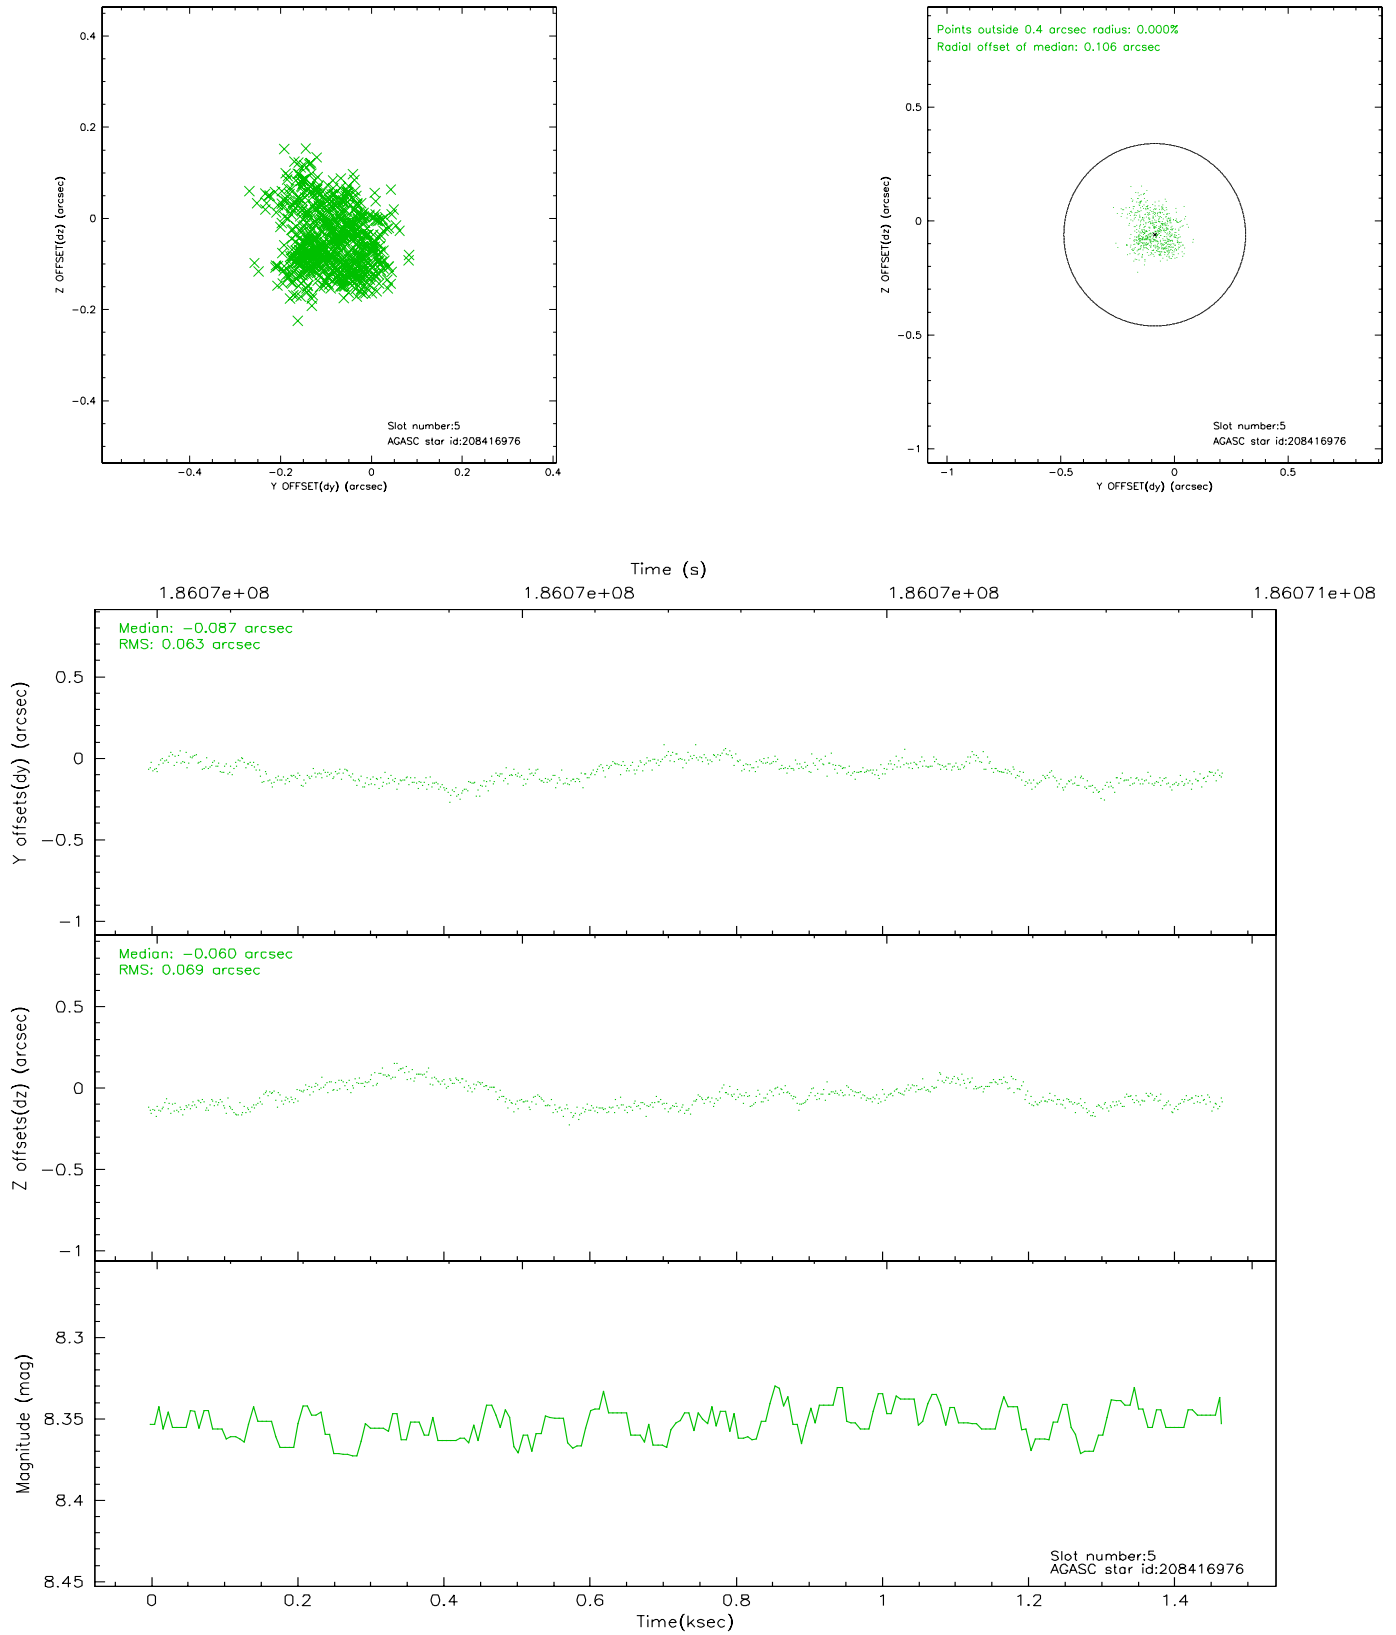 0.4
0.2
0
−0.2
−0.4
Z OFFSET(dz) (arcsec)
−0.4 −0.2 0 0.2 0.4
Y OFFSET(dy) (arcsec)
Slot number:5
AGASC star id:208416976
Points outside 0.4 arcsec radius: 0.000%
Radial offset of median: 0.106 arcsec
0.5
0
−0.5
−1
Z OFFSET(dz) (arcsec)
−1 −0.5 0 0.5
Y OFFSET(dy) (arcsec)
Slot number:5
AGASC star id:208416976
Time (s)
1.8607e+08 1.8607e+08 1.8607e+08 1.86071e+08
Median: −0.087 arcsec
RMS: 0.063 arcsec
0.5
0
−0.5
−1
Y offsets(dy) (arcsec)
Median: −0.060 arcsec
RMS: 0.069 arcsec
0.5
0
−0.5
−1
Z offsets(dz) (arcsec)
8.3
8.35
8.4
8.45
Magnitude (mag)
Slot number:5
AGASC star id:208416976
0 0.2 0.4 0.6 0.8 1 1.2 1.4
Time(ksec)